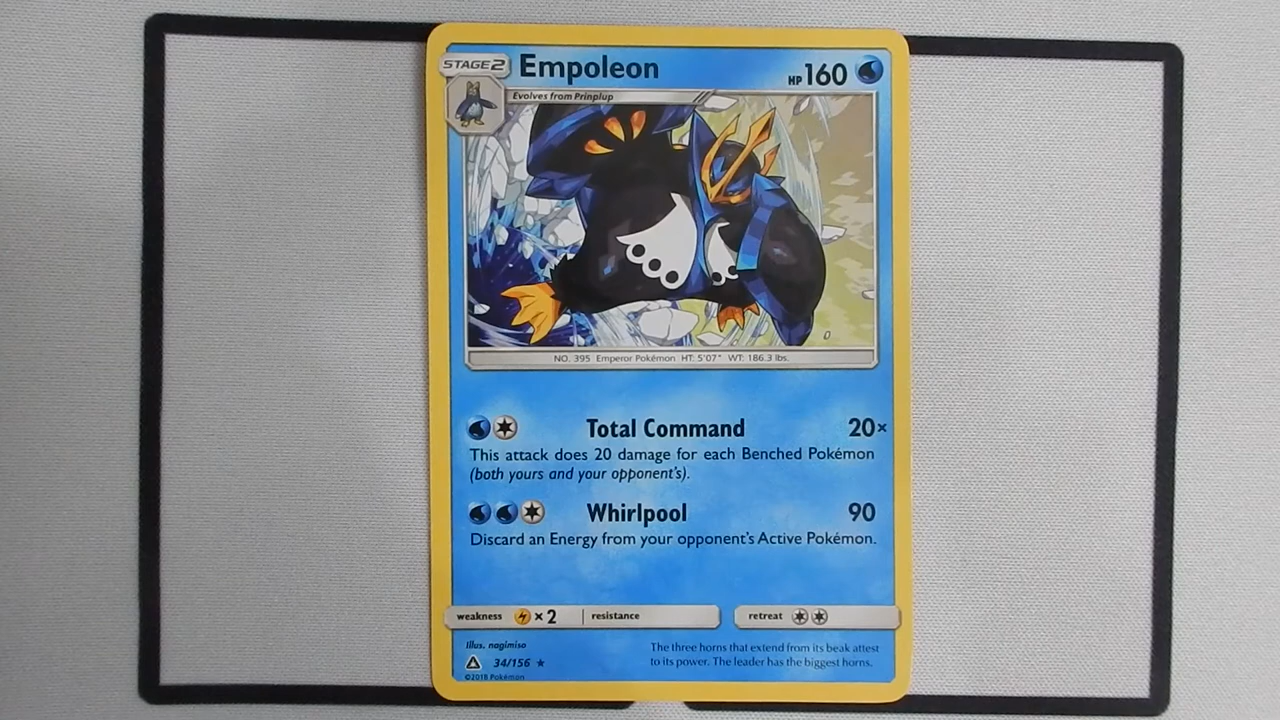 STAGE2 Empoleon HP 160
Evolves from Prinplup
NO. 395 Emperor Pokémon HT: 5'07" WT: 186.3 lbs.
Total Command 20×
This attack does 20 damage for each Benched Pokémon
(both yours and your opponent's).
Whirlpool 90
Discard an Energy from your opponent's Active Pokémon.
weakness ×2 resistance retreat
Illus. nagimiso
The three horns that extend from its beak attest
to its power. The leader has the biggest horns.
34/156
©2018 Pokémon